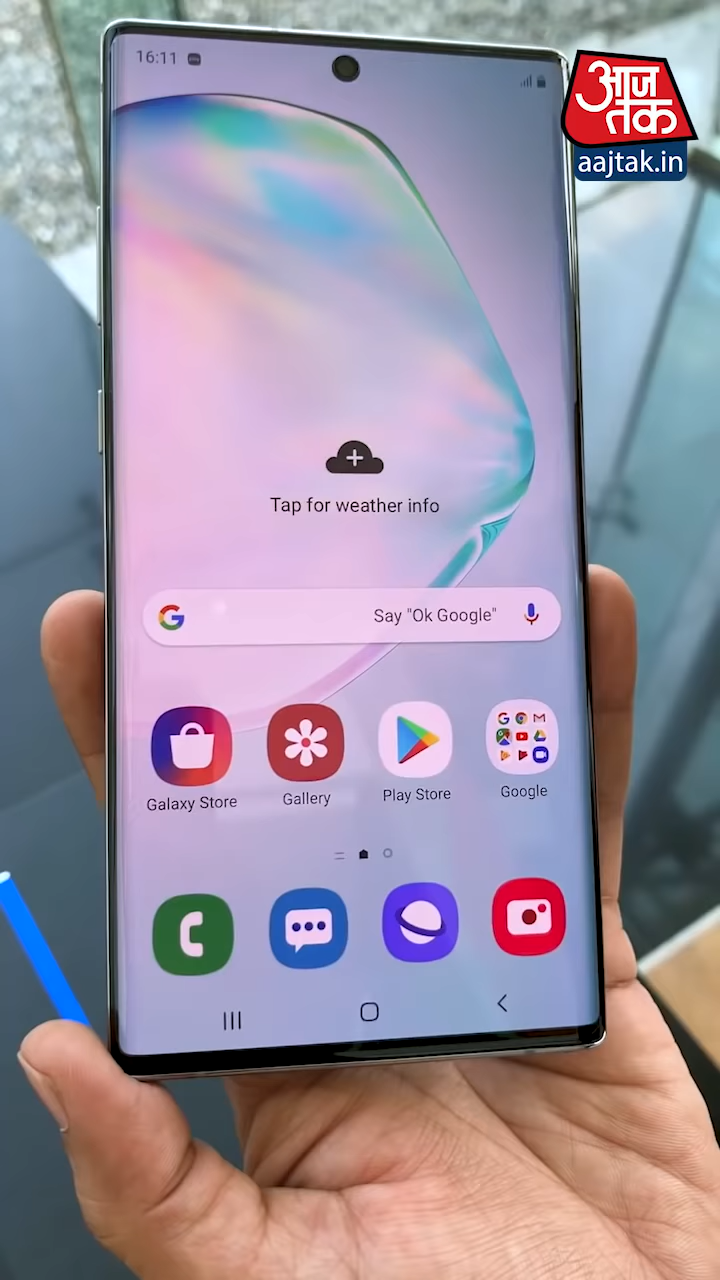 16:11
आज
तक
aajtak.in
Tap for weather info
G
Say "Ok Google"
Galaxy Store
Gallery
Play Store
Google